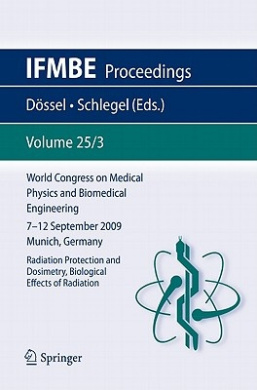 IFMBE Proceedings
Dössel • Schlegel (Eds.)
Volume 25/3
World Congress on Medical
Physics and Biomedical
Engineering
7–12 September 2009
Munich, Germany
Radiation Protection and
Dosimetry, Biological
Effects of Radiation
Springer